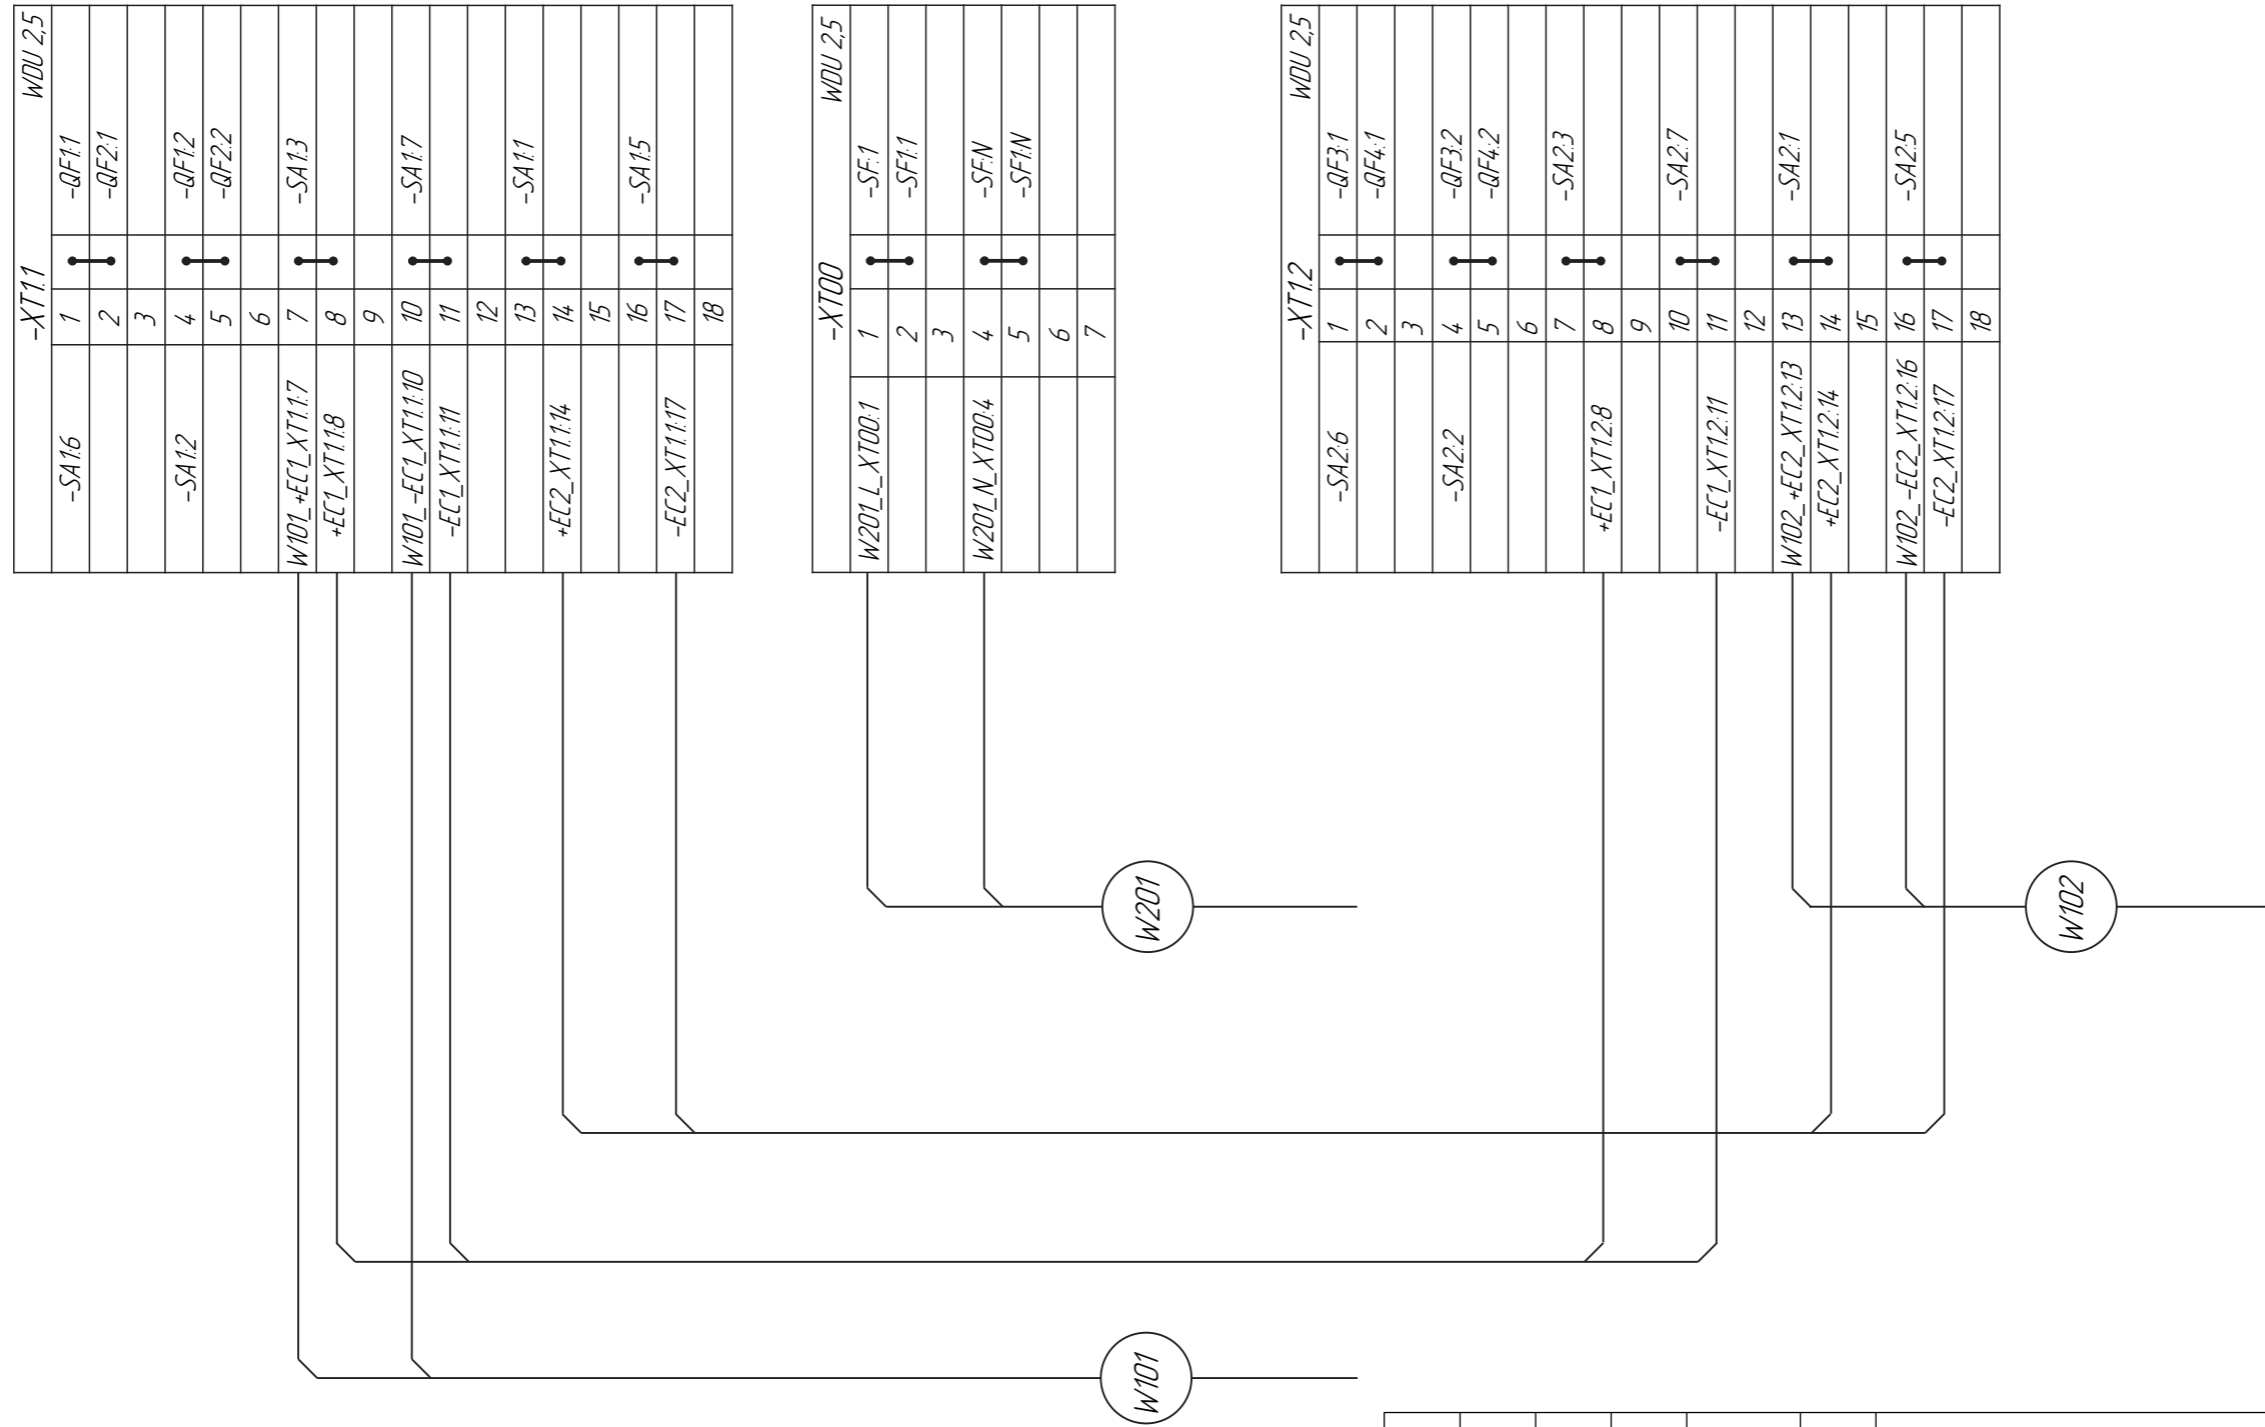 -XT1.1 WDU 2,5
-SA1:6 1 -QF1:1
2 -QF2:1
3
-SA1:2 4 -QF1:2
5 -QF2:2
6
W101_+EC1_XT1.1:7 7 -SA1:3
+EC1_XT1.1:8 8
9
W101_-EC1_XT1.1:10 10 -SA1:7
-EC1_XT1.1:11 11
12
13 -SA1:1
+EC2_XT1.1:14 14
15
16 -SA1:5
-EC2_XT1.1:17 17
18
-XT00 WDU 2,5
W201_L_XT00:1 1 -SF:1
2 -SF1:1
3
W201_N_XT00:4 4 -SF:N
5 -SF1:N
6
7
-XT1.2 WDU 2,5
-SA2:6 1 -QF3:1
2 -QF4:1
3
-SA2:2 4 -QF3:2
5 -QF4:2
6
7 -SA2:3
+EC1_XT1.2:8 8
9
10 -SA2:7
-EC1_XT1.2:11 11
12
W102_+EC2_XT1.2:13 13 -SA2:1
+EC2_XT1.2:14 14
15
W102_-EC2_XT1.2:16 16 -SA2:5
-EC2_XT1.2:17 17
18
W201
W102
W101